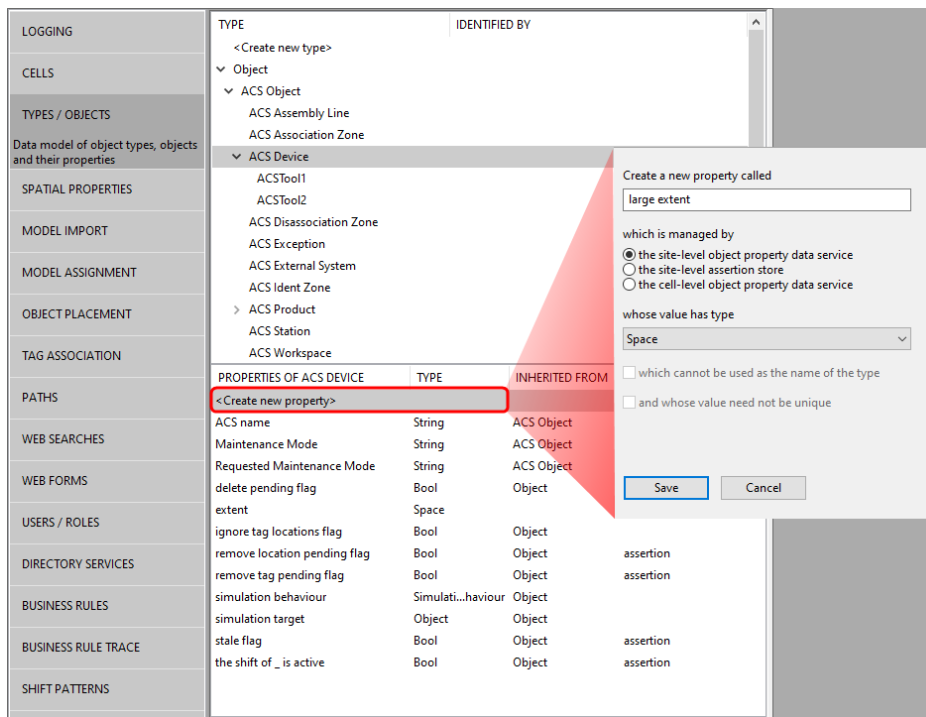 LOGGING
CELLS
TYPES / OBJECTS
Data model of object types, objects
and their properties
SPATIAL PROPERTIES
MODEL IMPORT
MODEL ASSIGNMENT
OBJECT PLACEMENT
TAG ASSOCIATION
PATHS
WEB SEARCHES
WEB FORMS
USERS / ROLES
DIRECTORY SERVICES
BUSINESS RULES
BUSINESS RULE TRACE
SHIFT PATTERNS
TYPE IDENTIFIED BY
<Create new type>
Object
ACS Object
ACS Assembly Line
ACS Association Zone
ACS Device
ACSTool1
ACSTool2
ACS Disassociation Zone
ACS Exception
ACS External System
ACS Ident Zone
ACS Product
ACS Station
ACS Workspace
PROPERTIES OF ACS DEVICE TYPE INHERITED FROM
<Create new property>
ACS name String ACS Object
Maintenance Mode String ACS Object
Requested Maintenance Mode String ACS Object
delete pending flag Bool Object
extent Space
ignore tag locations flag Bool Object
remove location pending flag Bool Object assertion
remove tag pending flag Bool Object assertion
simulation behaviour Simulati...haviour Object
simulation target Object Object
stale flag Bool Object assertion
the shift of _ is active Bool Object assertion
Create a new property called
large extent
which is managed by
the site-level object property data service
the site-level assertion store
the cell-level object property data service
whose value has type
Space
which cannot be used as the name of the type
and whose value need not be unique
Save Cancel